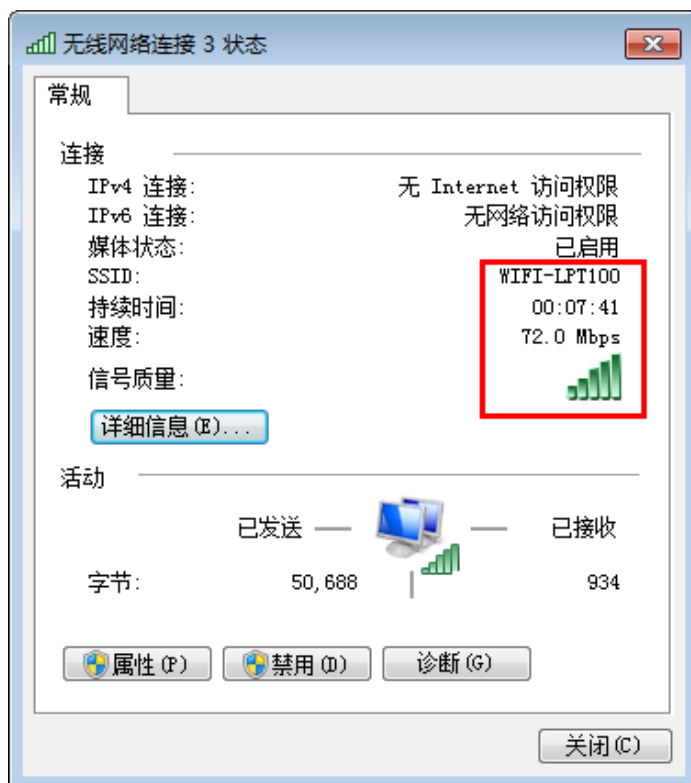 无线网络连接 3 状态
常规
连接
IPv4 连接: 无 Internet 访问权限
IPv6 连接: 无网络访问权限
媒体状态: 已启用
SSID: WIFI-LPT100
持续时间: 00:07:41
速度: 72.0 Mbps
信号质量:
详细信息(E)...
活动
已发送 — — 已接收
字节: 50,688 934
属性(P) 禁用(D) 诊断(G)
关闭(C)